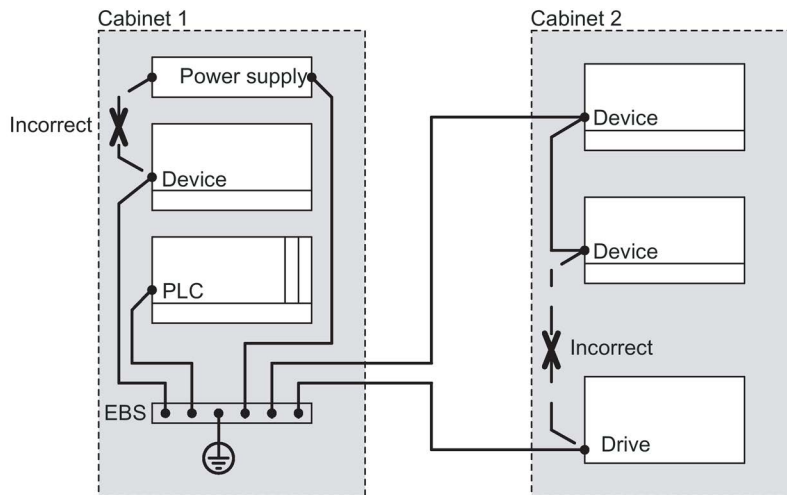 Cabinet 1
Power supply
Incorrect
Device
PLC
EBS
Cabinet 2
Device
Device
Incorrect
Drive